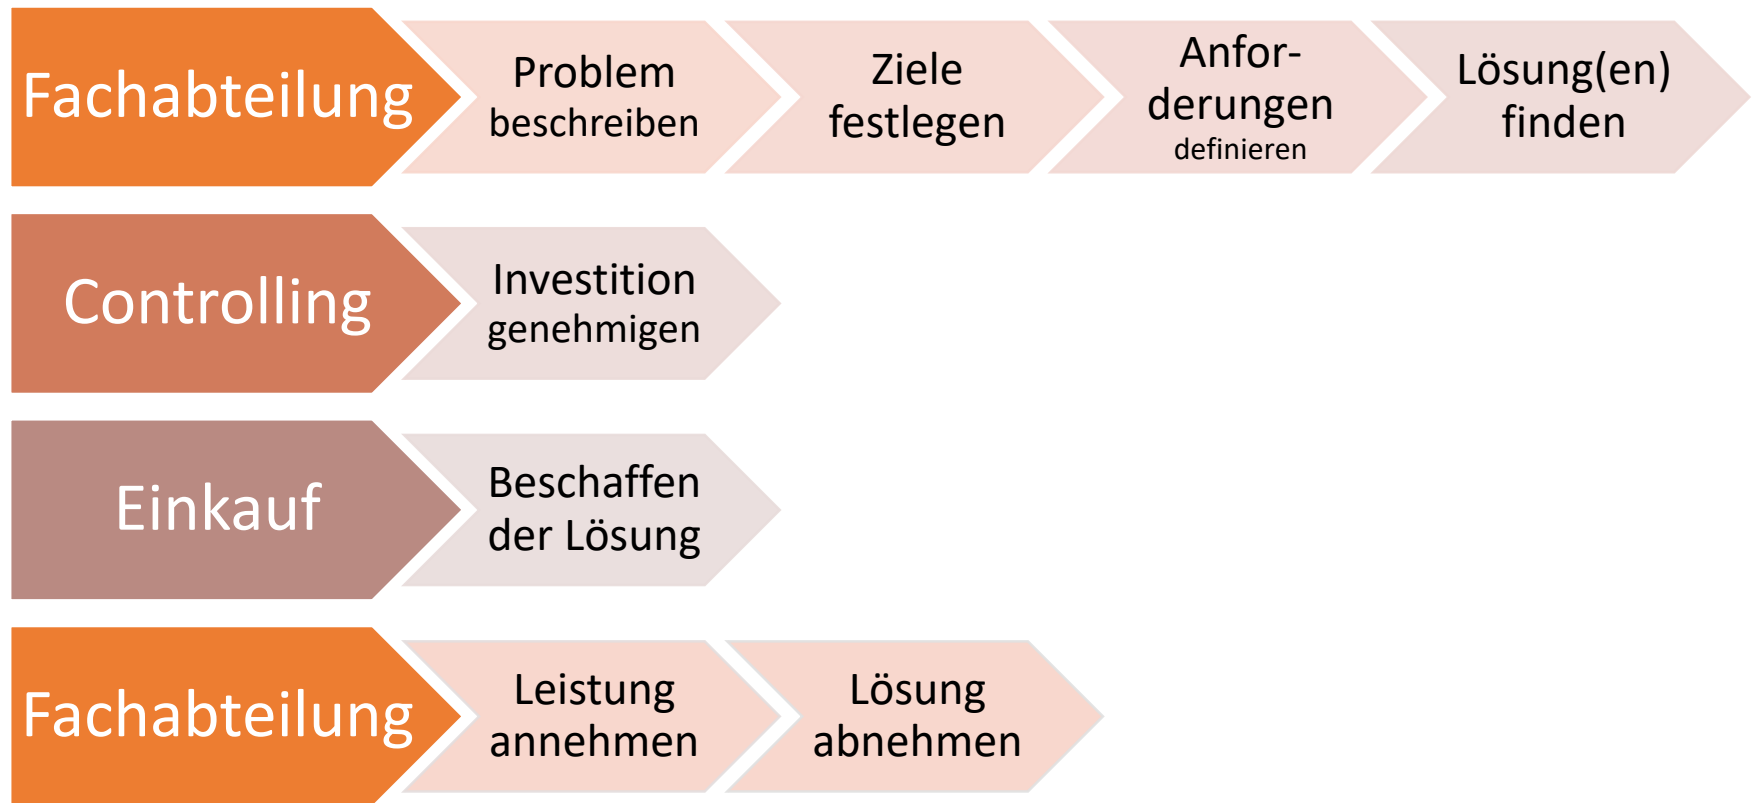 Fachabteilung
Problem
beschreiben
Ziele
festlegen
Anfor-
derungen
definieren
Lösung(en)
finden
Controlling
Investition
genehmigen
Einkauf
Beschaffen
der Lösung
Fachabteilung
Leistung
annehmen
Lösung
abnehmen